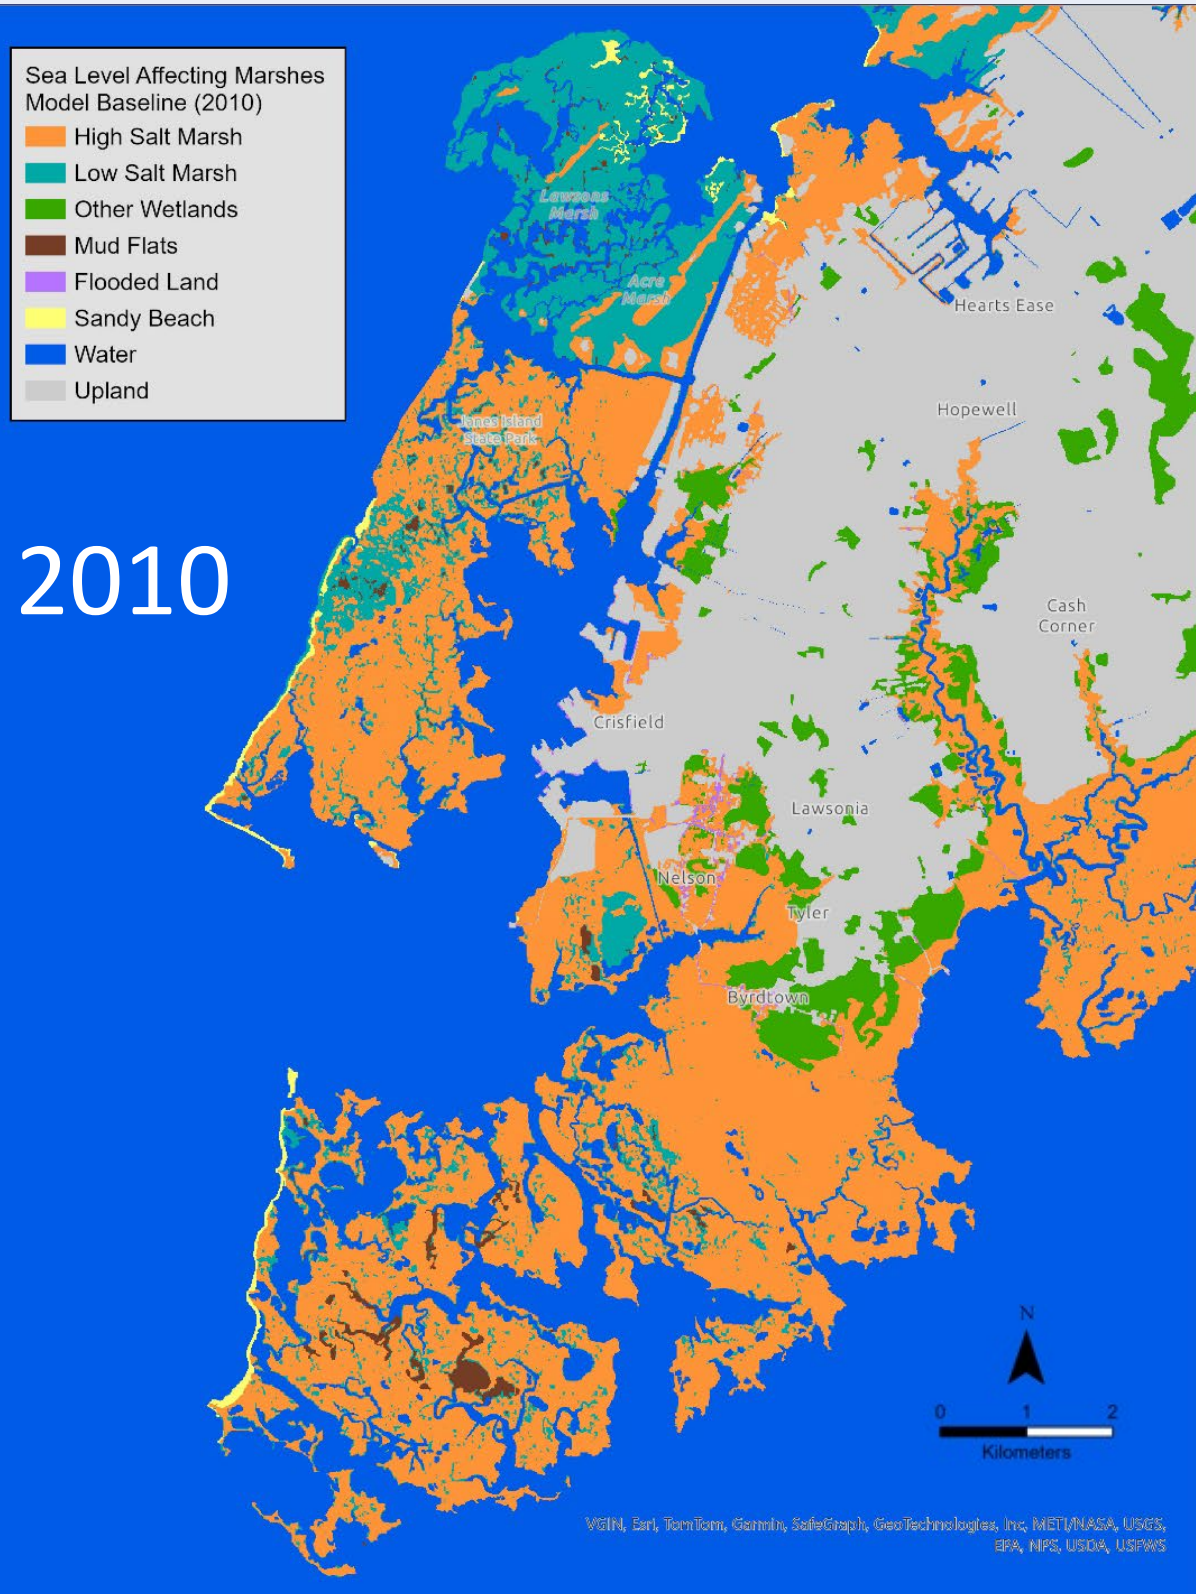 Sea Level Affecting Marshes
Model Baseline (2010)
High Salt Marsh
Low Salt Marsh
Other Wetlands
Mud Flats
Flooded Land
Sandy Beach
Water
Upland
Lawsons
Marsh
Acre
Marsh
Hearts Ease
Hopewell
Janes Island
State Park
2010
Cash
Corner
Crisfield
Lawsonia
Nelson
Tyler
Byrdtown
N
0 1 2
Kilometers
VGIN, Esri, TomTom, Garmin, SafeGraph, GeoTechnologies, Inc, METI/NASA, USGS,
EPA, NPS, USDA, USFWS